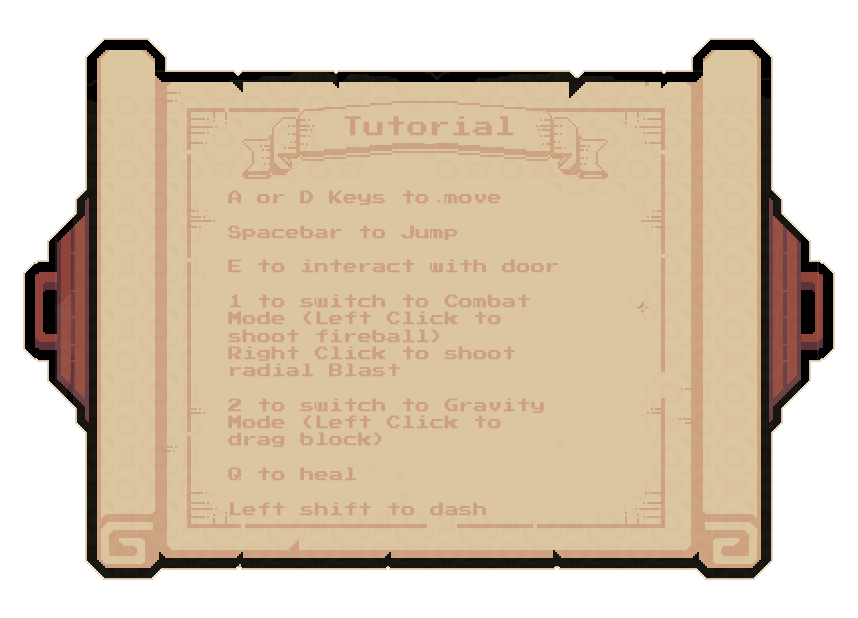 Tutorial
A or D Keys to move
Spacebar to Jump
E to interact with door
1 to switch to Combat
Mode (Left Click to
shoot fireball)
Right Click to shoot
radial Blast
2 to switch to Gravity
Mode (Left Click to
drag block)
Q to heal
Left shift to dash